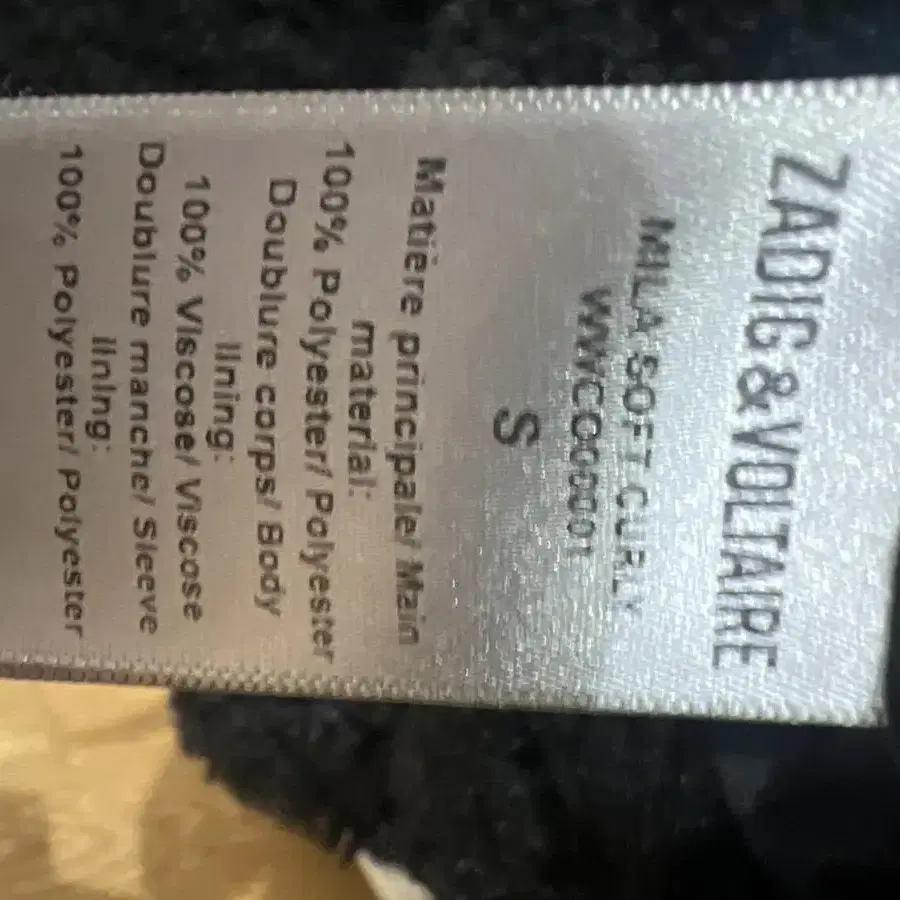 ZADIG&VOLTAIRE
MILA SOFT CURLY
WWCO00001
S
Matière principale/ Main
material:
100% Polyester/ Polyester
Doublure corps/ Body
lining:
100% Viscose/ Viscose
Doublure manche/ Sleeve
lining:
100% Polyester/ Polyester